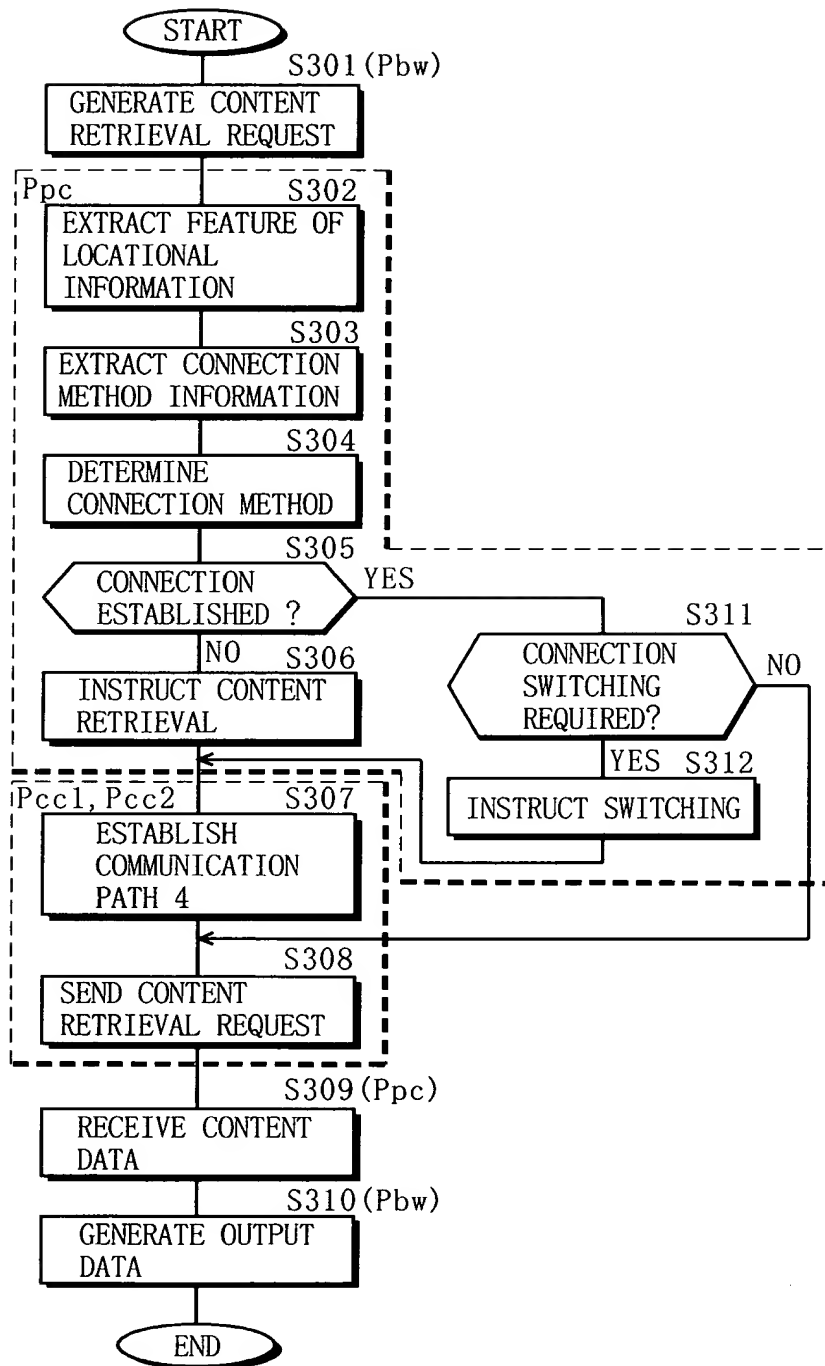 START
S301(Pbw)
GENERATE CONTENT
RETRIEVAL REQUEST
Ppc
S302
EXTRACT FEATURE OF
LOCATIONAL
INFORMATION
S303
EXTRACT CONNECTION
METHOD INFORMATION
S304
DETERMINE
CONNECTION METHOD
S305
CONNECTION
ESTABLISHED ?
YES
NO
S306
INSTRUCT CONTENT
RETRIEVAL
S311
CONNECTION
SWITCHING
REQUIRED?
NO
YES
S312
INSTRUCT SWITCHING
Pcc1, Pcc2
S307
ESTABLISH
COMMUNICATION
PATH 4
S308
SEND CONTENT
RETRIEVAL REQUEST
S309(Ppc)
RECEIVE CONTENT
DATA
S310(Pbw)
GENERATE OUTPUT
DATA
END